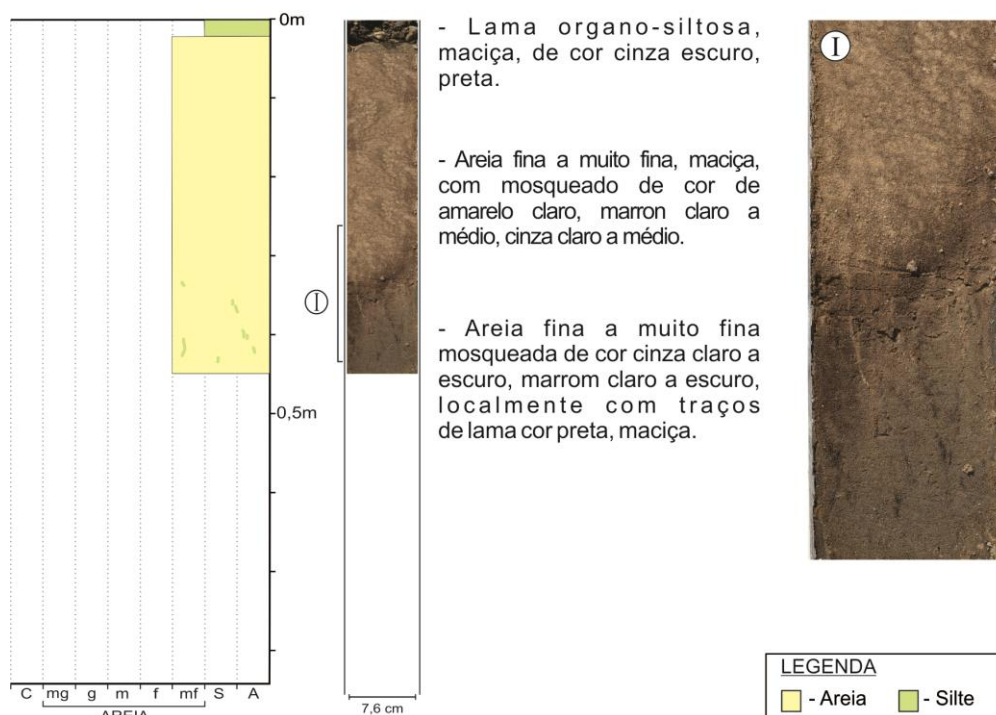 0m
- Lama organo-siltosa,
maciça, de cor cinza escuro,
preta.
- Areia fina a muito fina, maciça,
com mosqueado de cor de
amarelo claro, marron claro a
médio, cinza claro a médio.
I
- Areia fina a muito fina
mosqueada de cor cinza claro a
escuro, marrom claro a escuro,
localmente com traços
de lama cor preta, maciça.
0,5m
I
C mg g m f mf S A
AREIA
7,6 cm
LEGENDA
- Areia - Silte